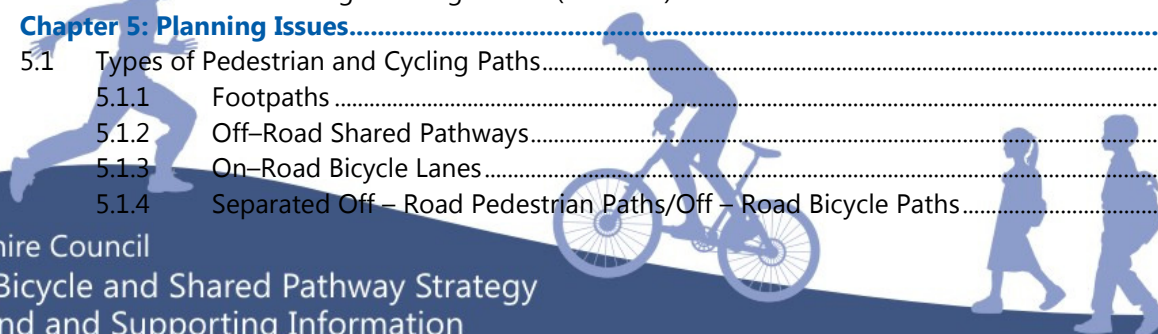 Chapter 5: Planning Issues
5.1 Types of Pedestrian and Cycling Paths
5.1.1 Footpaths
5.1.2 Off–Road Shared Pathways
5.1.3 On–Road Bicycle Lanes
5.1.4 Separated Off – Road Pedestrian Paths/Off – Road Bicycle Paths
Council
Bicycle and Shared Pathway Strategy
and Supporting Information